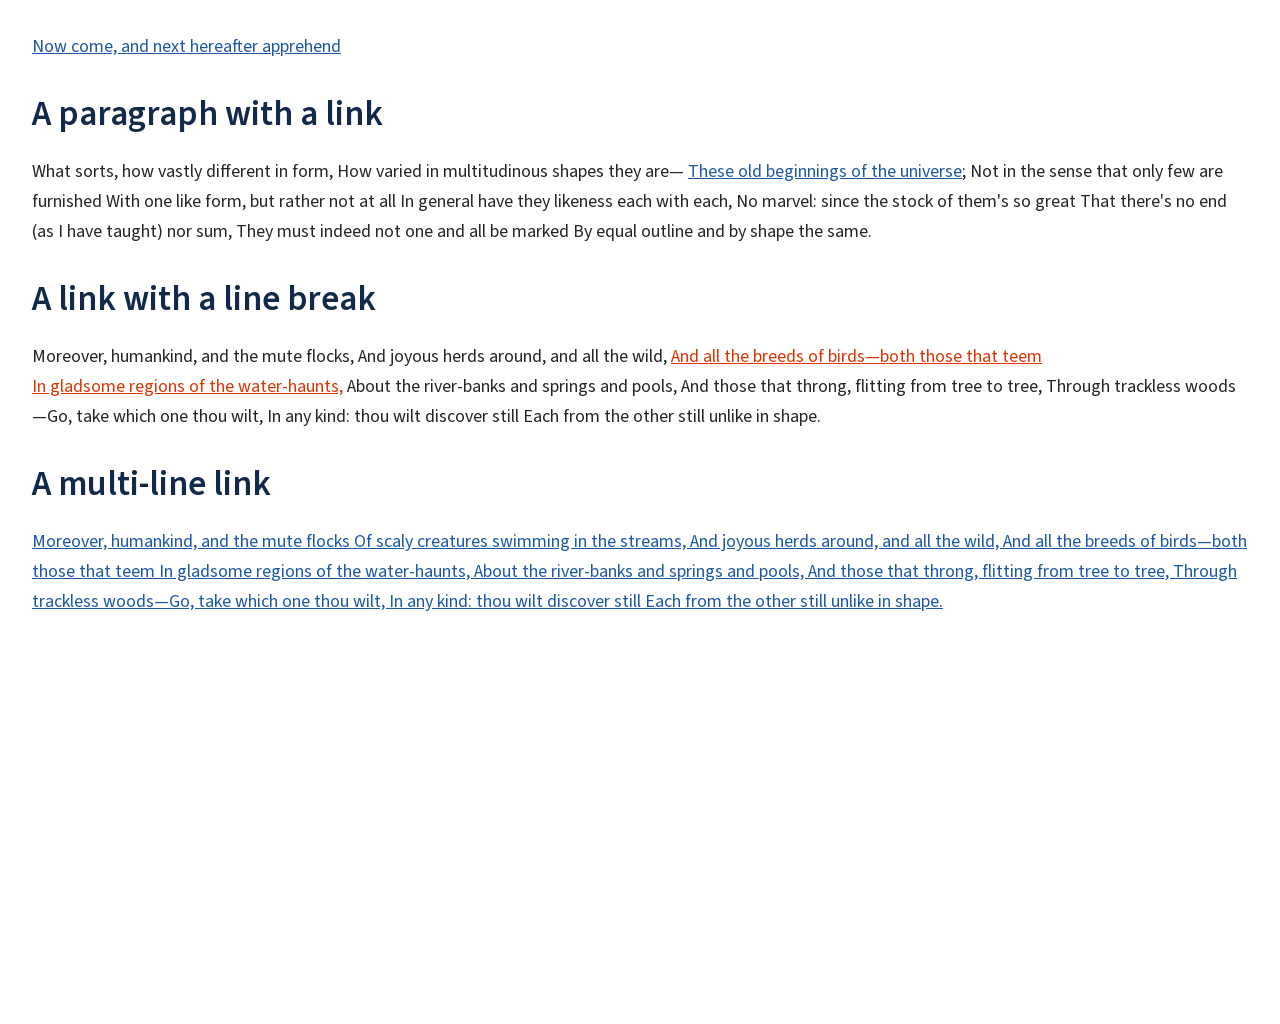 Now come, and next hereafter apprehend
A paragraph with a link
What sorts, how vastly different in form, How varied in multitudinous shapes they are— These old beginnings of the universe; Not in the sense that only few are
furnished With one like form, but rather not at all In general have they likeness each with each, No marvel: since the stock of them's so great That there's no end
(as I have taught) nor sum, They must indeed not one and all be marked By equal outline and by shape the same.
A link with a line break
Moreover, humankind, and the mute flocks, And joyous herds around, and all the wild, And all the breeds of birds—both those that teem
In gladsome regions of the water-haunts, About the river-banks and springs and pools, And those that throng, flitting from tree to tree, Through trackless woods
—Go, take which one thou wilt, In any kind: thou wilt discover still Each from the other still unlike in shape.
A multi-line link
Moreover, humankind, and the mute flocks Of scaly creatures swimming in the streams, And joyous herds around, and all the wild, And all the breeds of birds—both
those that teem In gladsome regions of the water-haunts, About the river-banks and springs and pools, And those that throng, flitting from tree to tree, Through
trackless woods—Go, take which one thou wilt, In any kind: thou wilt discover still Each from the other still unlike in shape.